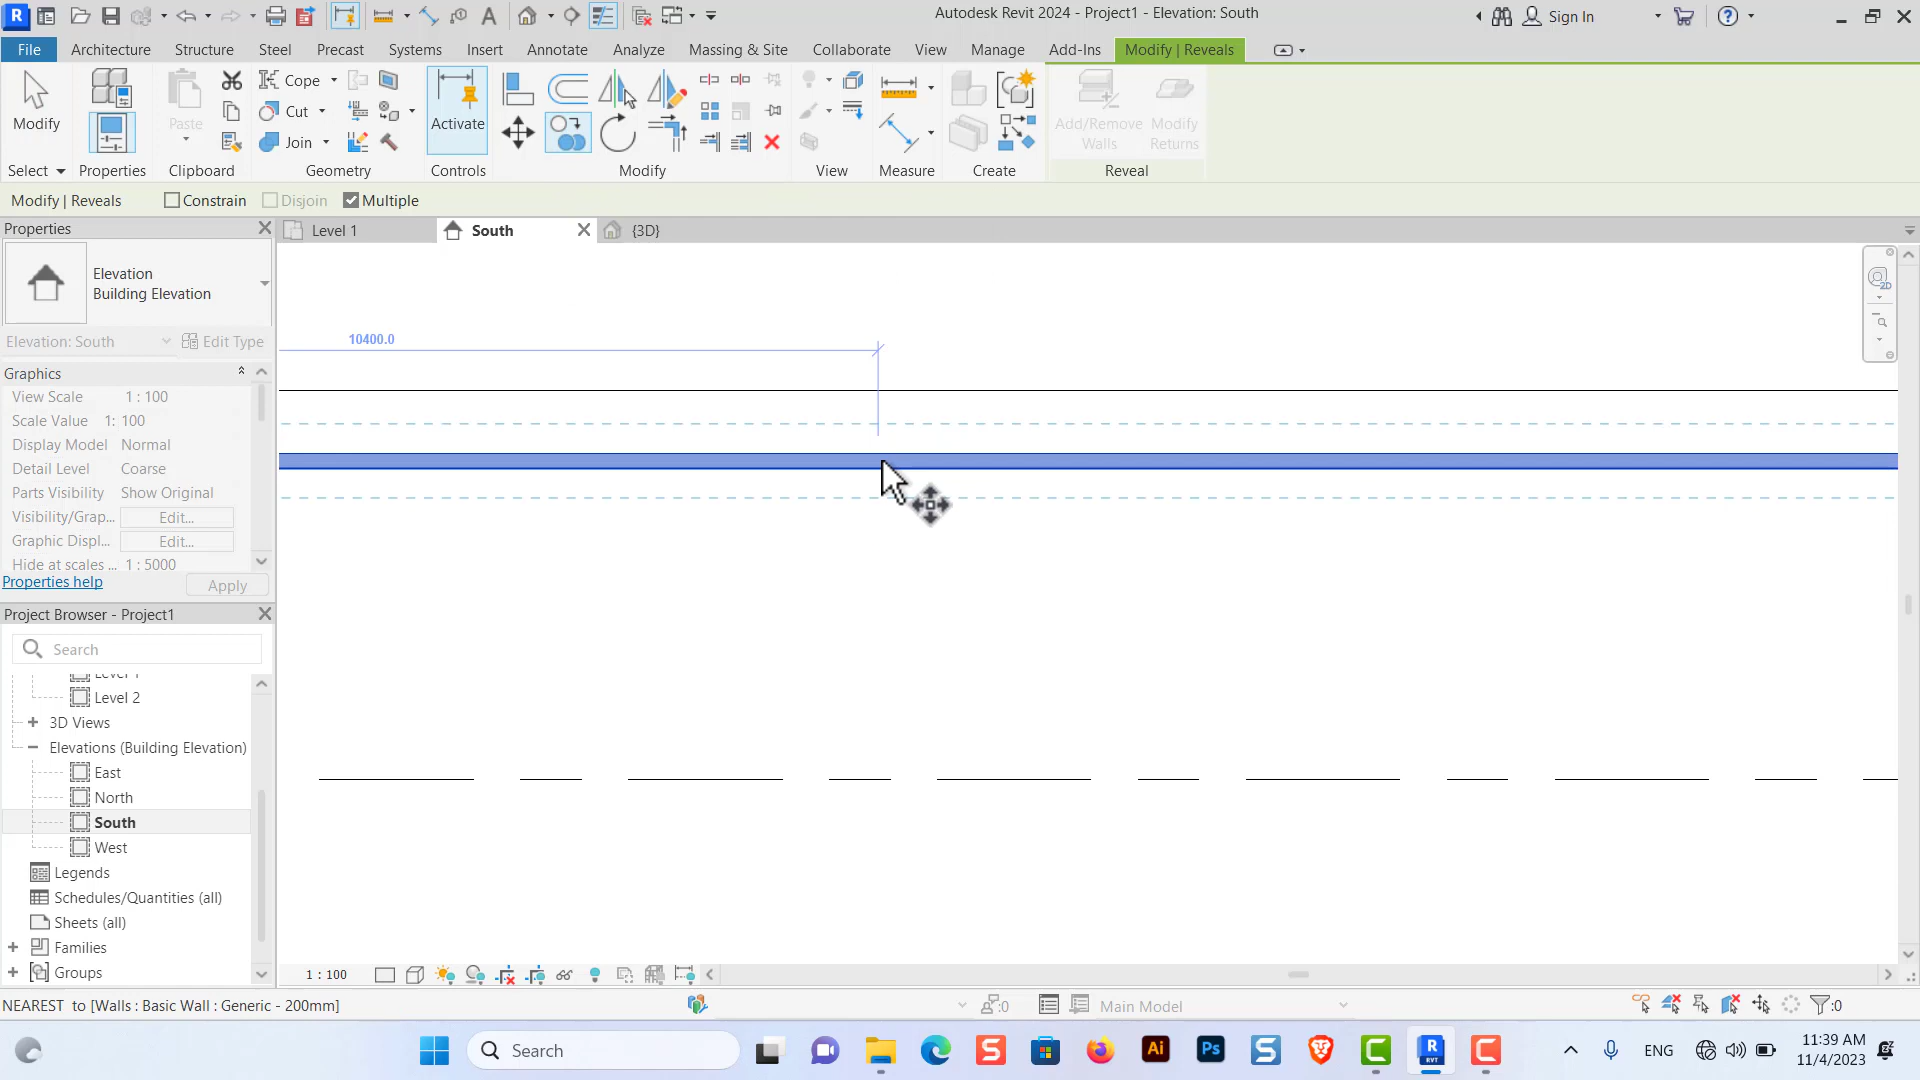 Autodesk Revit 2024 - Project1 - Elevation: South
Sign In
File
Architecture
Structure
Steel
Precast
Systems
Insert
Annotate
Analyze
Massing & Site
Collaborate
View
Manage
Add-Ins
Modify | Reveals
Modify
Paste
Cope
Cut
Join
Activate
Add/Remove Walls
Modify Returns
Select
Properties
Clipboard
Geometry
Controls
Modify
View
Measure
Create
Reveal
Modify | Reveals
Constrain
Disjoin
Multiple
Properties
Level 1
South
{3D}
Elevation
Building Elevation
Elevation: South
Edit Type
Graphics
View Scale 1 : 100
Scale Value 1: 100
Display Model Normal
Detail Level Coarse
Parts Visibility Show Original
Visibility/Grap... Edit...
Graphic Displ... Edit...
Hide at scales ... 1 : 5000
Properties help
Apply
10400.0
Project Browser - Project1
Search
Level 1
Level 2
3D Views
Elevations (Building Elevation)
East
North
South
West
Legends
Schedules/Quantities (all)
Sheets (all)
Families
Groups
1 : 100
NEAREST to [Walls : Basic Wall : Generic - 200mm]
:0
Main Model
:0
Search
ENG
11:39 AM
11/4/2023